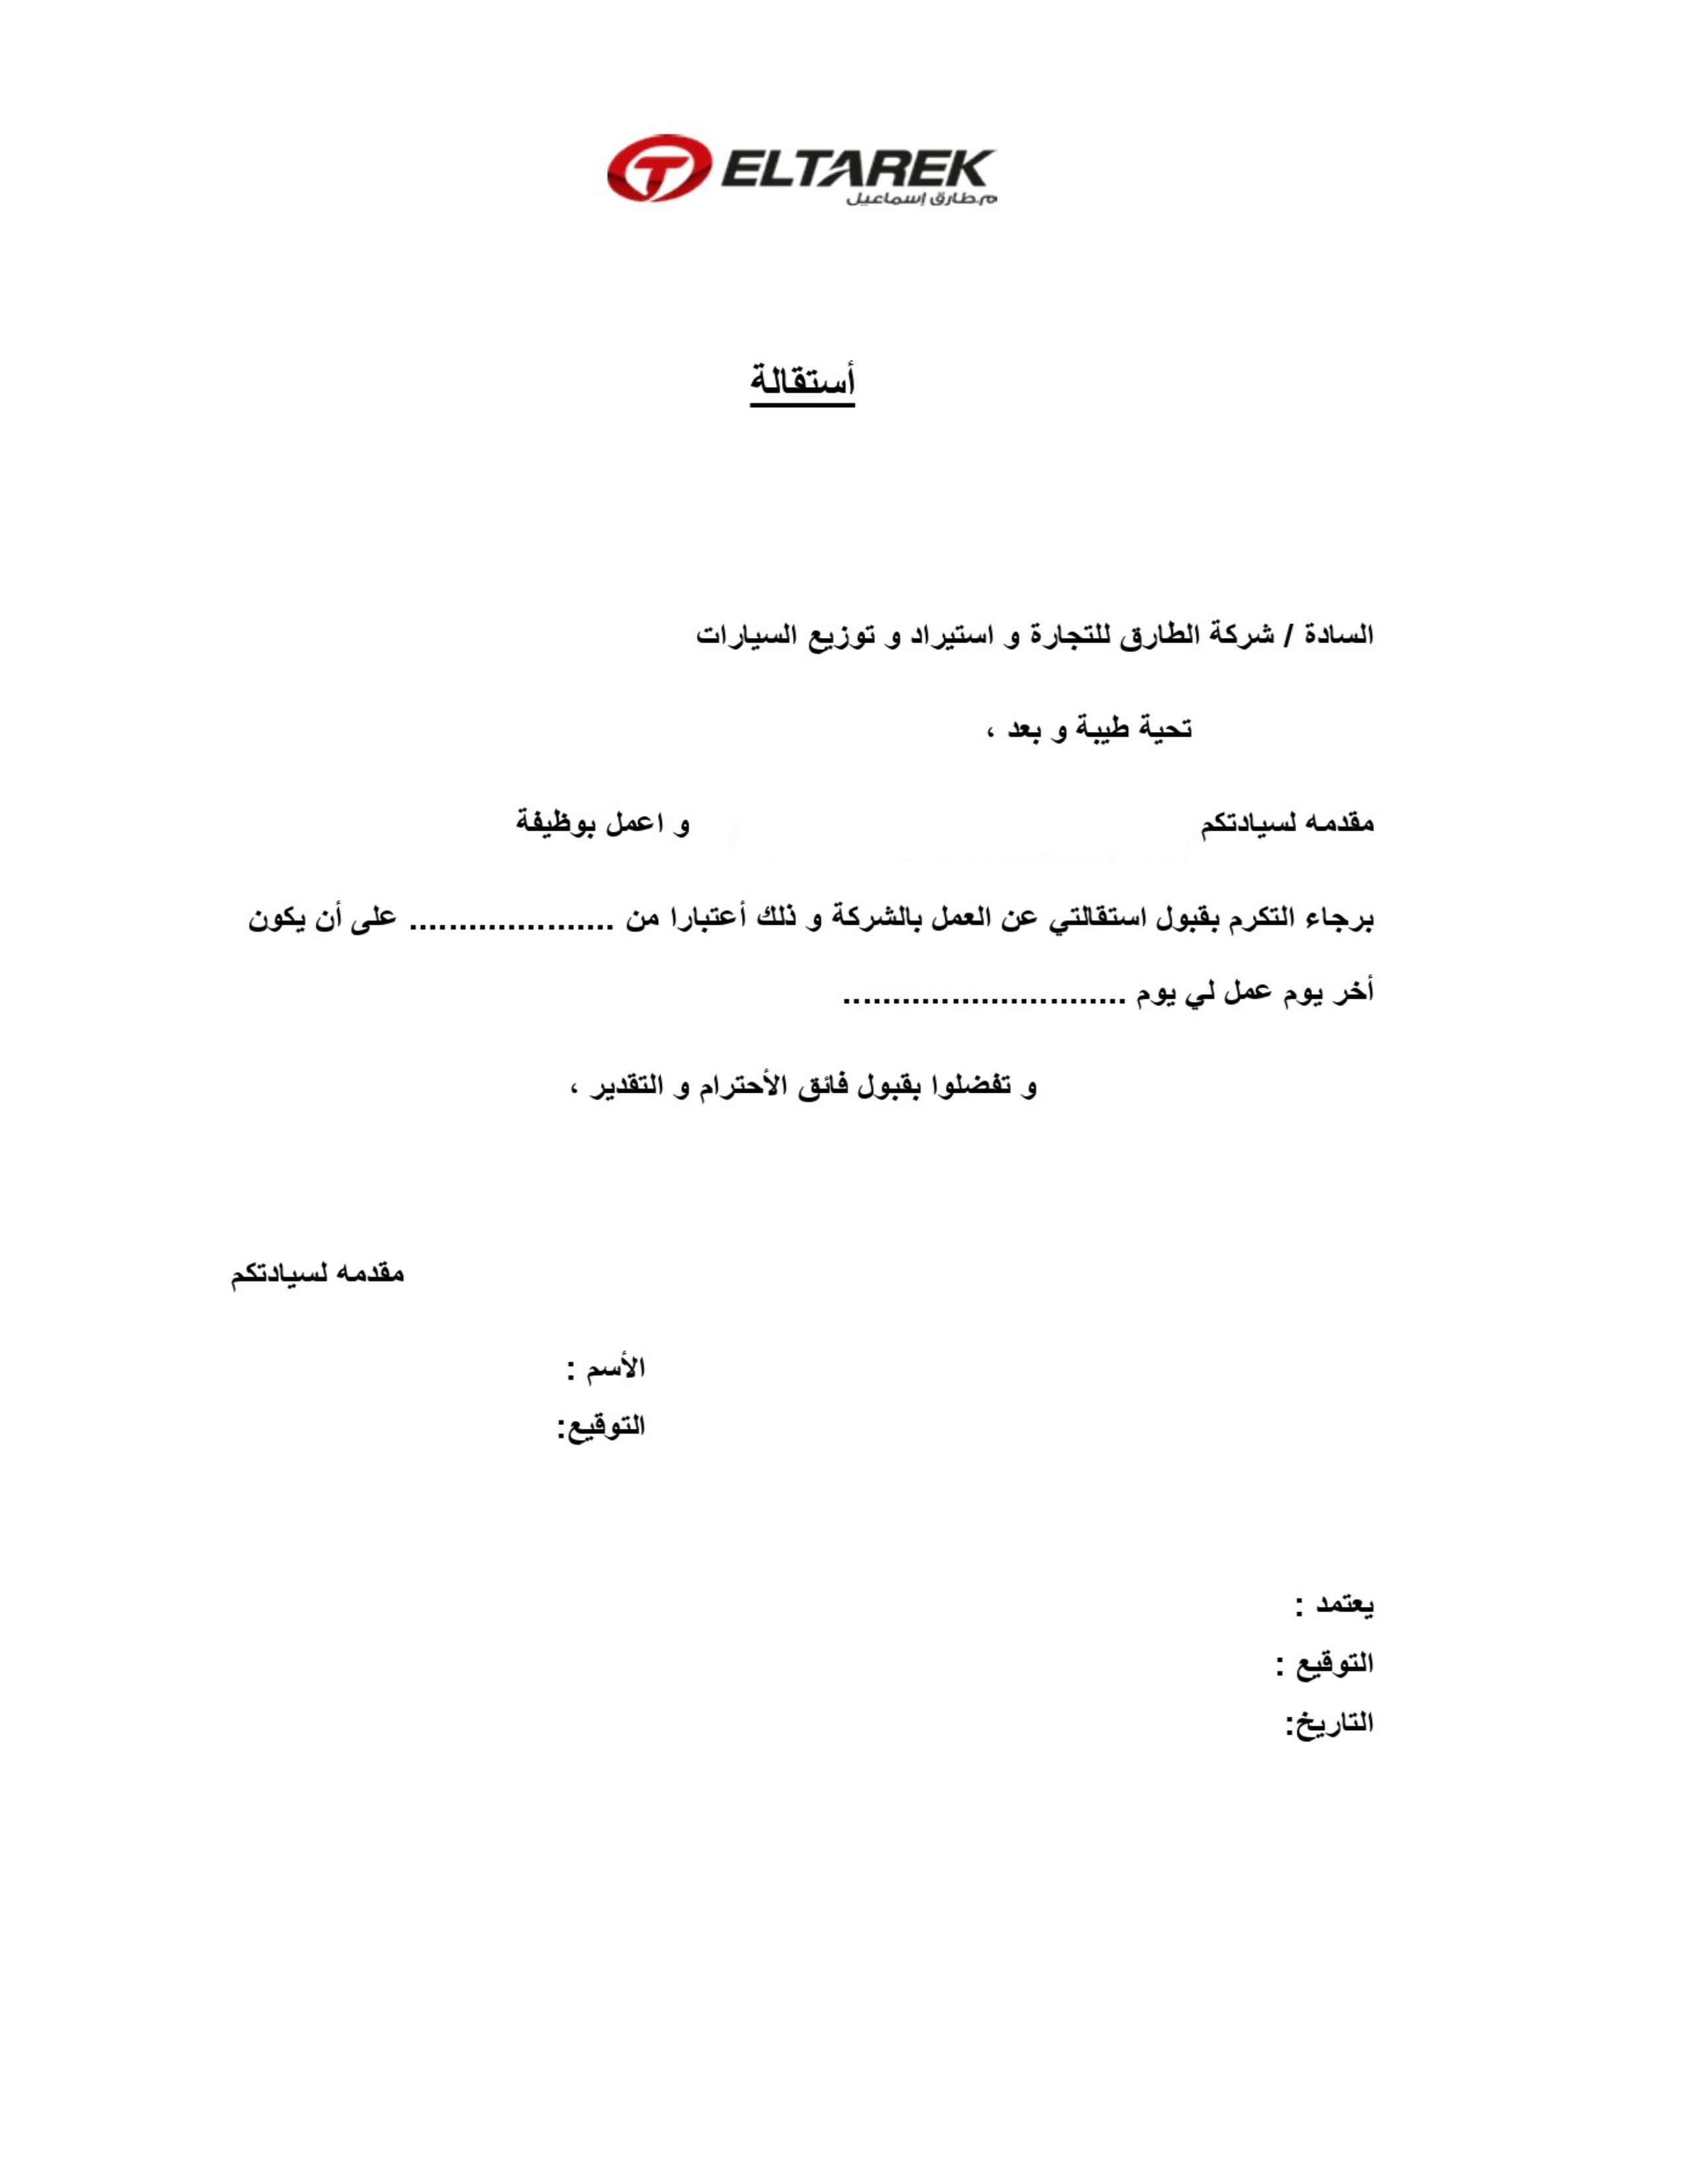 ELTAREK
م.طارق إسماعيل
أستقالة
السادة / شركة الطارق للتجارة و استيراد و توزيع السيارات
تحية طيبة و بعد ،
مقدمه لسيادتكم و اعمل بوظيفة
برجاء التكرم بقبول استقالتي عن العمل بالشركة و ذلك أعتبارا من ..................... على أن يكون
أخر يوم عمل لي يوم .............................
و تفضلوا بقبول فائق الأحترام و التقدير ،
مقدمه لسيادتكم
الأسم :
التوقيع:
يعتمد :
التوقيع :
التاريخ: